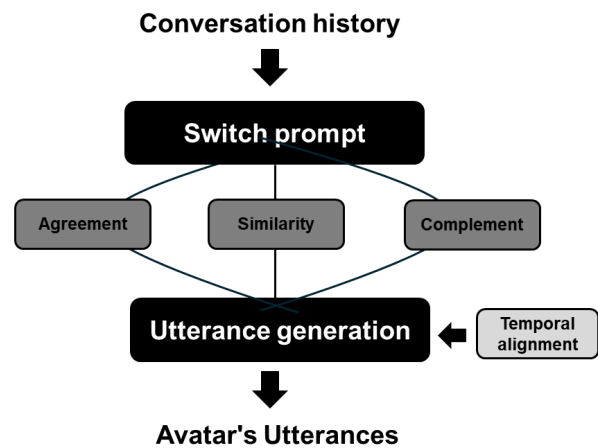 Conversation history
Switch prompt
Agreement
Similarity
Complement
Utterance generation
Temporal
alignment
Avatar's Utterances